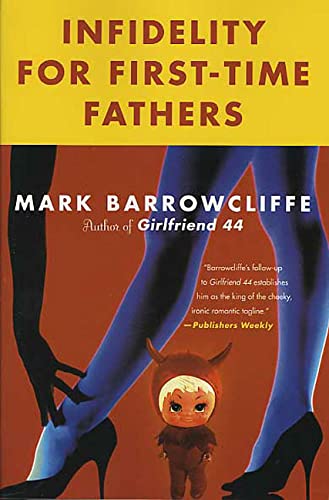 INFIDELITY
FOR FIRST-TIME
FATHERS
MARK BARROWCLIFFE
Author of Girlfriend 44
"Barrowcliffe's follow-up
to Girlfriend 44 establishes
him as the king of the cheeky,
ironic romantic tagline."
—Publishers Weekly